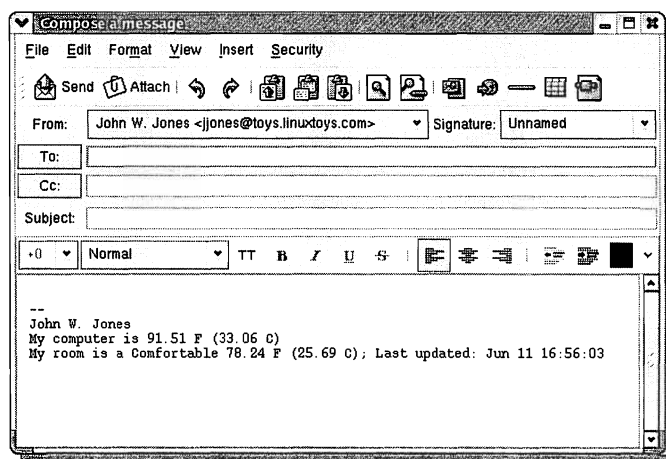 Compose a message
File Edit Format View Insert Security
Send Attach
From: John W. Jones <jjones@toys.linuxtoys.com> Signature: Unnamed
To:
Cc:
Subject:
+0 Normal TT B I U S
--
John W. Jones
My computer is 91.51 F (33.06 C)
My room is a Comfortable 78.24 F (25.69 C); Last updated: Jun 11 16:56:03